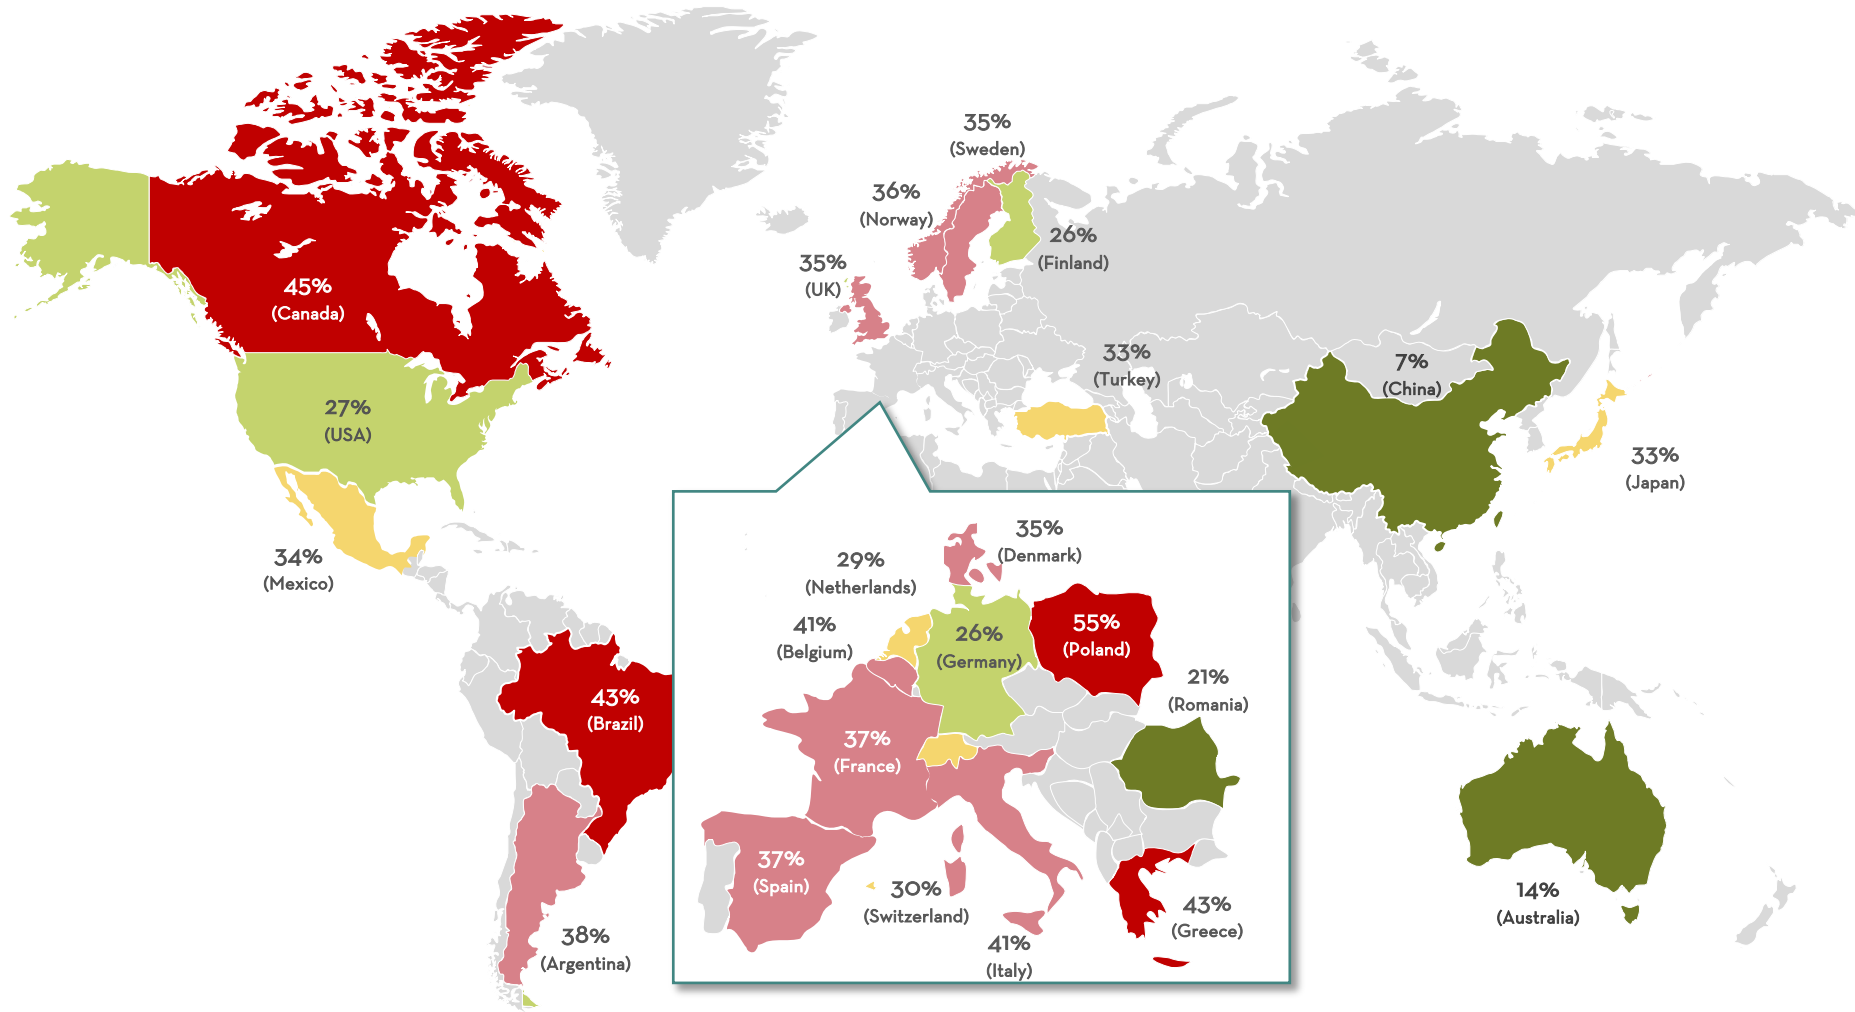 35%
(Sweden)
36%
(Norway)
26%
(Finland)
35%
(UK)
45%
(Canada)
33%
(Turkey)
7%
(China)
27%
(USA)
33%
(Japan)
34%
(Mexico)
35%
(Denmark)
29%
(Netherlands)
41%
(Belgium)
26%
(Germany)
55%
(Poland)
21%
(Romania)
43%
(Brazil)
37%
(France)
37%
(Spain)
30%
(Switzerland)
43%
(Greece)
14%
(Australia)
38%
(Argentina)
41%
(Italy)